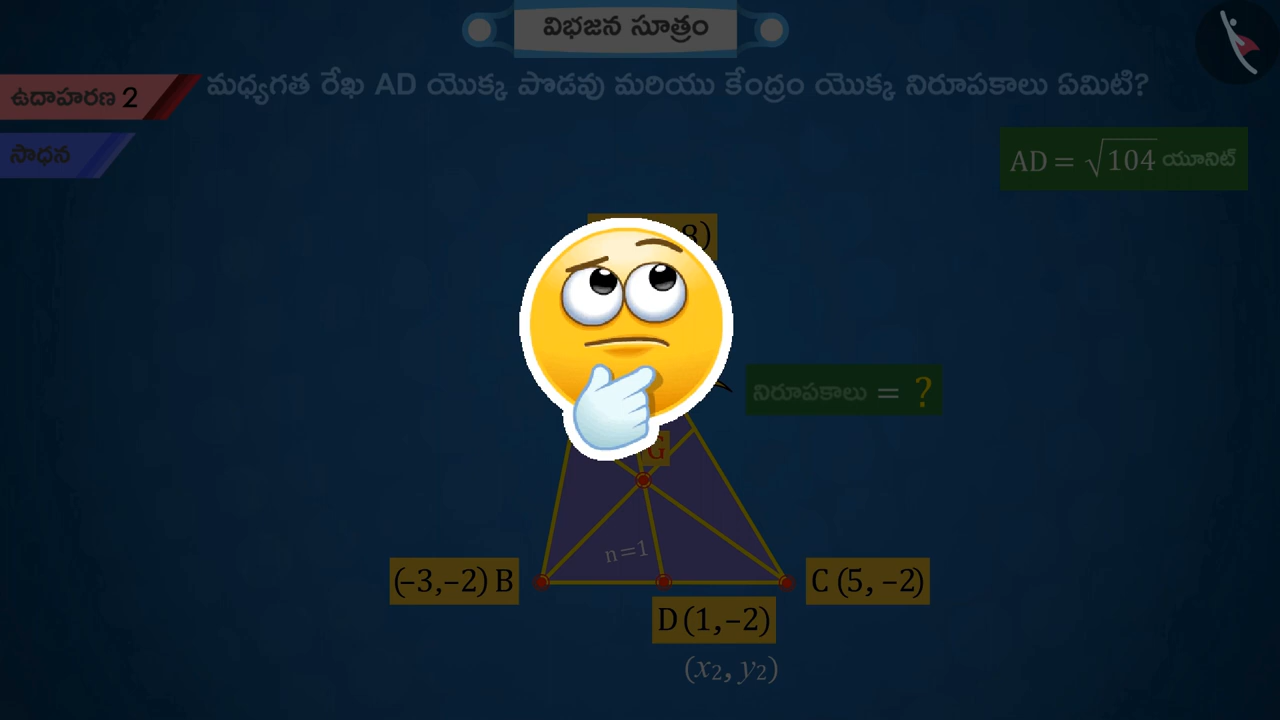 విభజన సూత్రం
ఉదాహరణ 2
మధ్యగత రేఖ AD యొక్క పొడవు మరియు కేంద్రం యొక్క నిరూపకాలు ఏమిటి?
సాధన
AD = √104 యూనిట్
8)
నిరూపకాలు = ?
G
n=1
(−3,−2) B
C (5, −2)
D (1,−2)
(x₂, y₂)